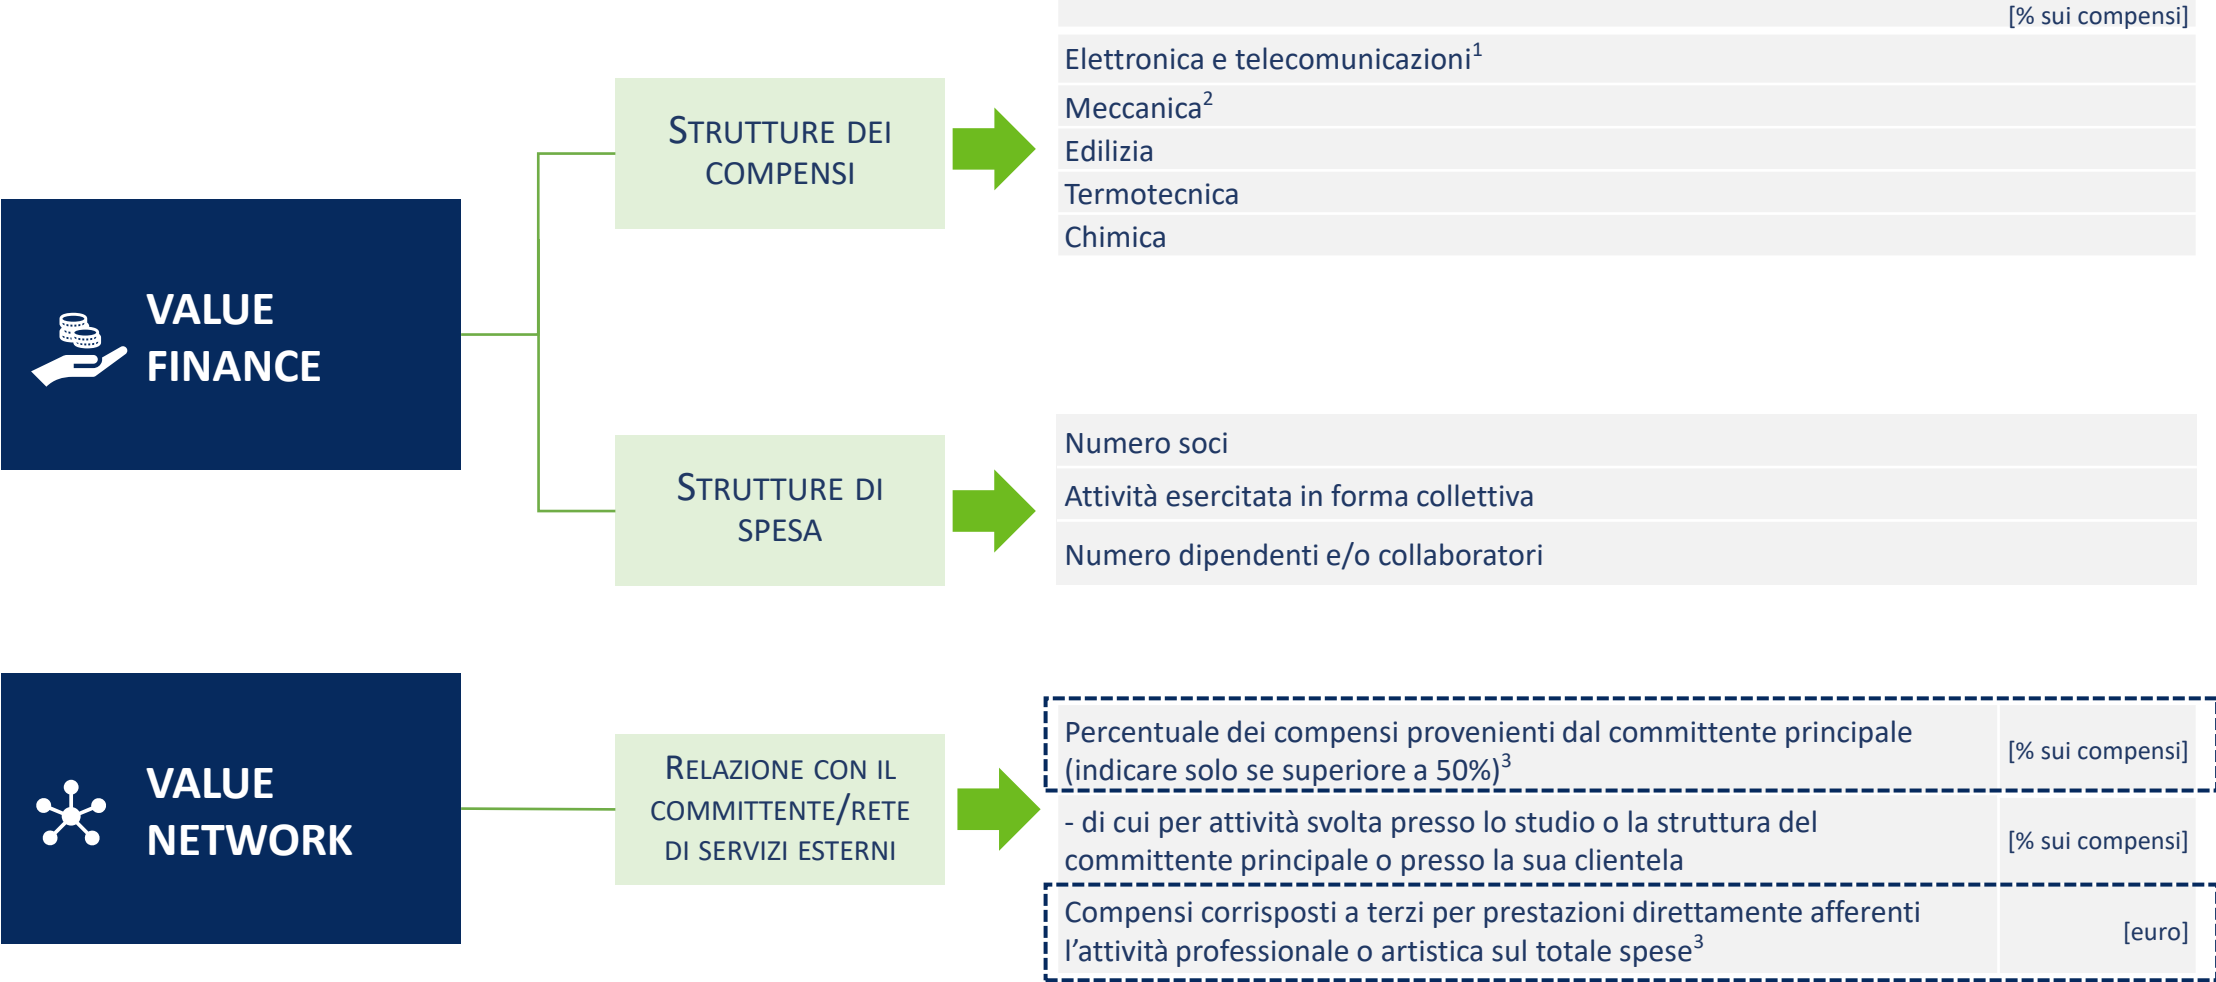 [% sui compensi]
Elettronica e telecomunicazioni¹
Meccanica²
Edilizia
Termotecnica
Chimica
STRUTTURE DEI
COMPENSI
VALUE
FINANCE
STRUTTURE DI
SPESA
Numero soci
Attività esercitata in forma collettiva
Numero dipendenti e/o collaboratori
VALUE
NETWORK
RELAZIONE CON IL
COMMITTENTE/RETE
DI SERVIZI ESTERNI
Percentuale dei compensi provenienti dal committente principale
(indicare solo se superiore a 50%)³
[% sui compensi]
- di cui per attività svolta presso lo studio o la struttura del
committente principale o presso la sua clientela
[% sui compensi]
Compensi corrisposti a terzi per prestazioni direttamente afferenti
l'attività professionale o artistica sul totale spese³
[euro]